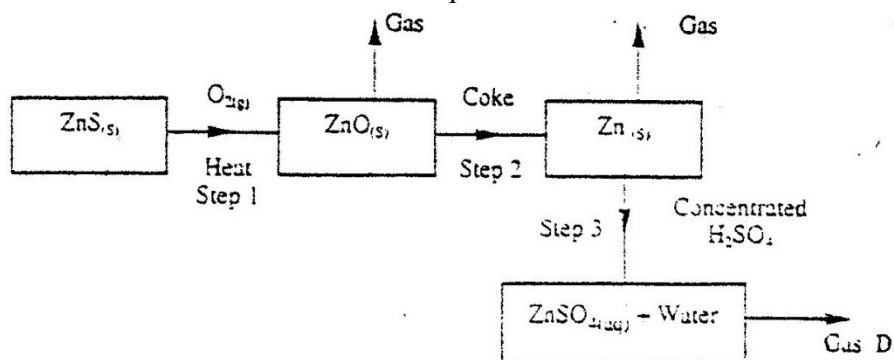 Gas
Gas
O₂(g)
Coke
ZnS(s)
ZnO(s)
Zn (s)
Heat
Step 1
Step 2
Step 3
Concentrated
H₂SO₄
ZnSO₄(aq) + Water
Gas D